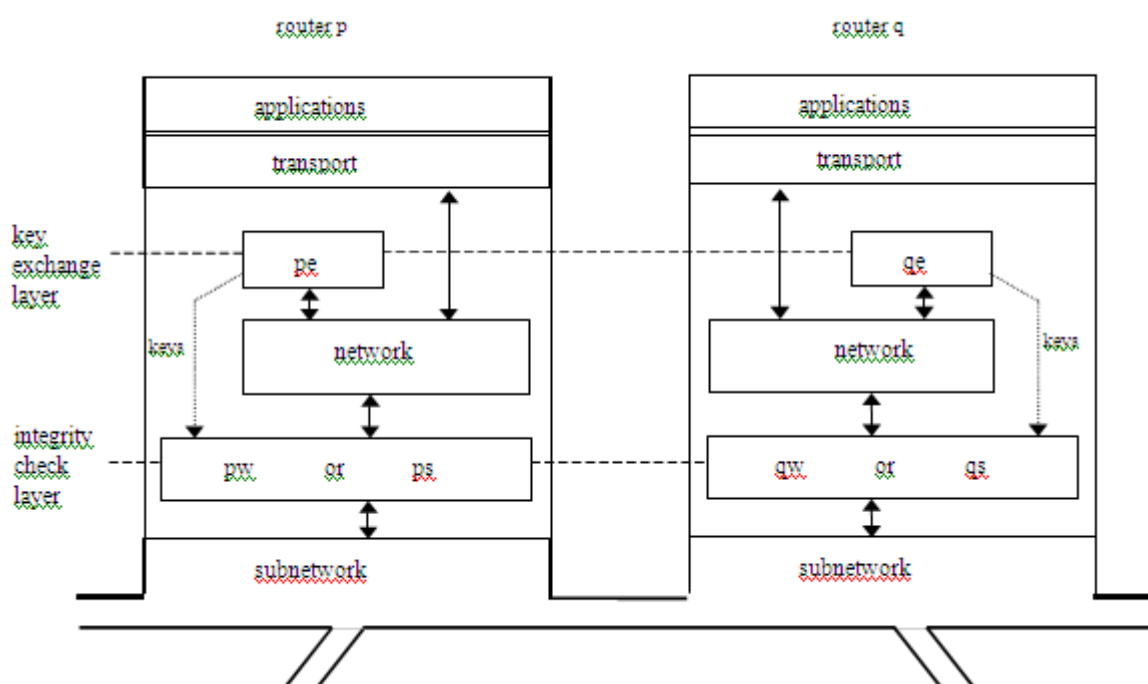 router p router q
applications applications
transport transport
key
exchange
layer
pe qe
keys network network keys
integrity
check
layer
pw or ps qw or qs
subnetwork subnetwork